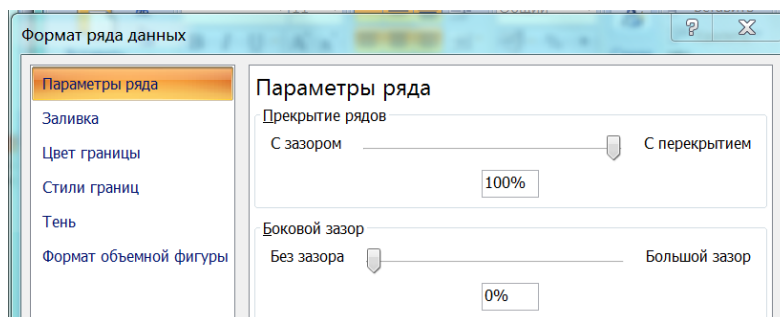 Формат ряда данных
Параметры ряда
Заливка
Цвет границы
Стили границ
Тень
Формат объемной фигуры
Параметры ряда
Прекрытие рядов
С зазором
С перекрытием
100%
Боковой зазор
Без зазора
Большой зазор
0%